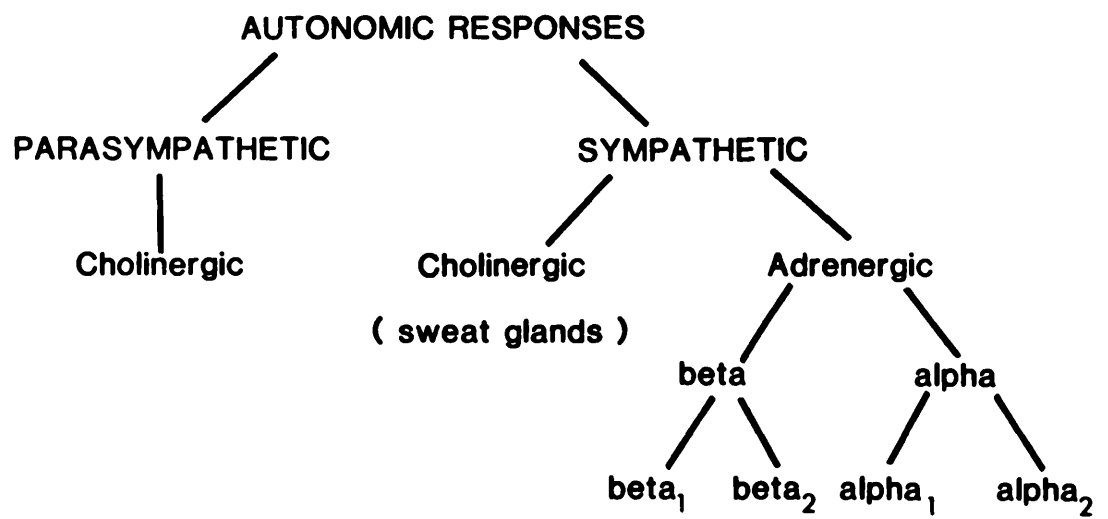 AUTONOMIC RESPONSES
PARASYMPATHETIC SYMPATHETIC
Cholinergic Cholinergic Adrenergic
( sweat glands )
beta alpha
beta₁ beta₂ alpha₁ alpha₂